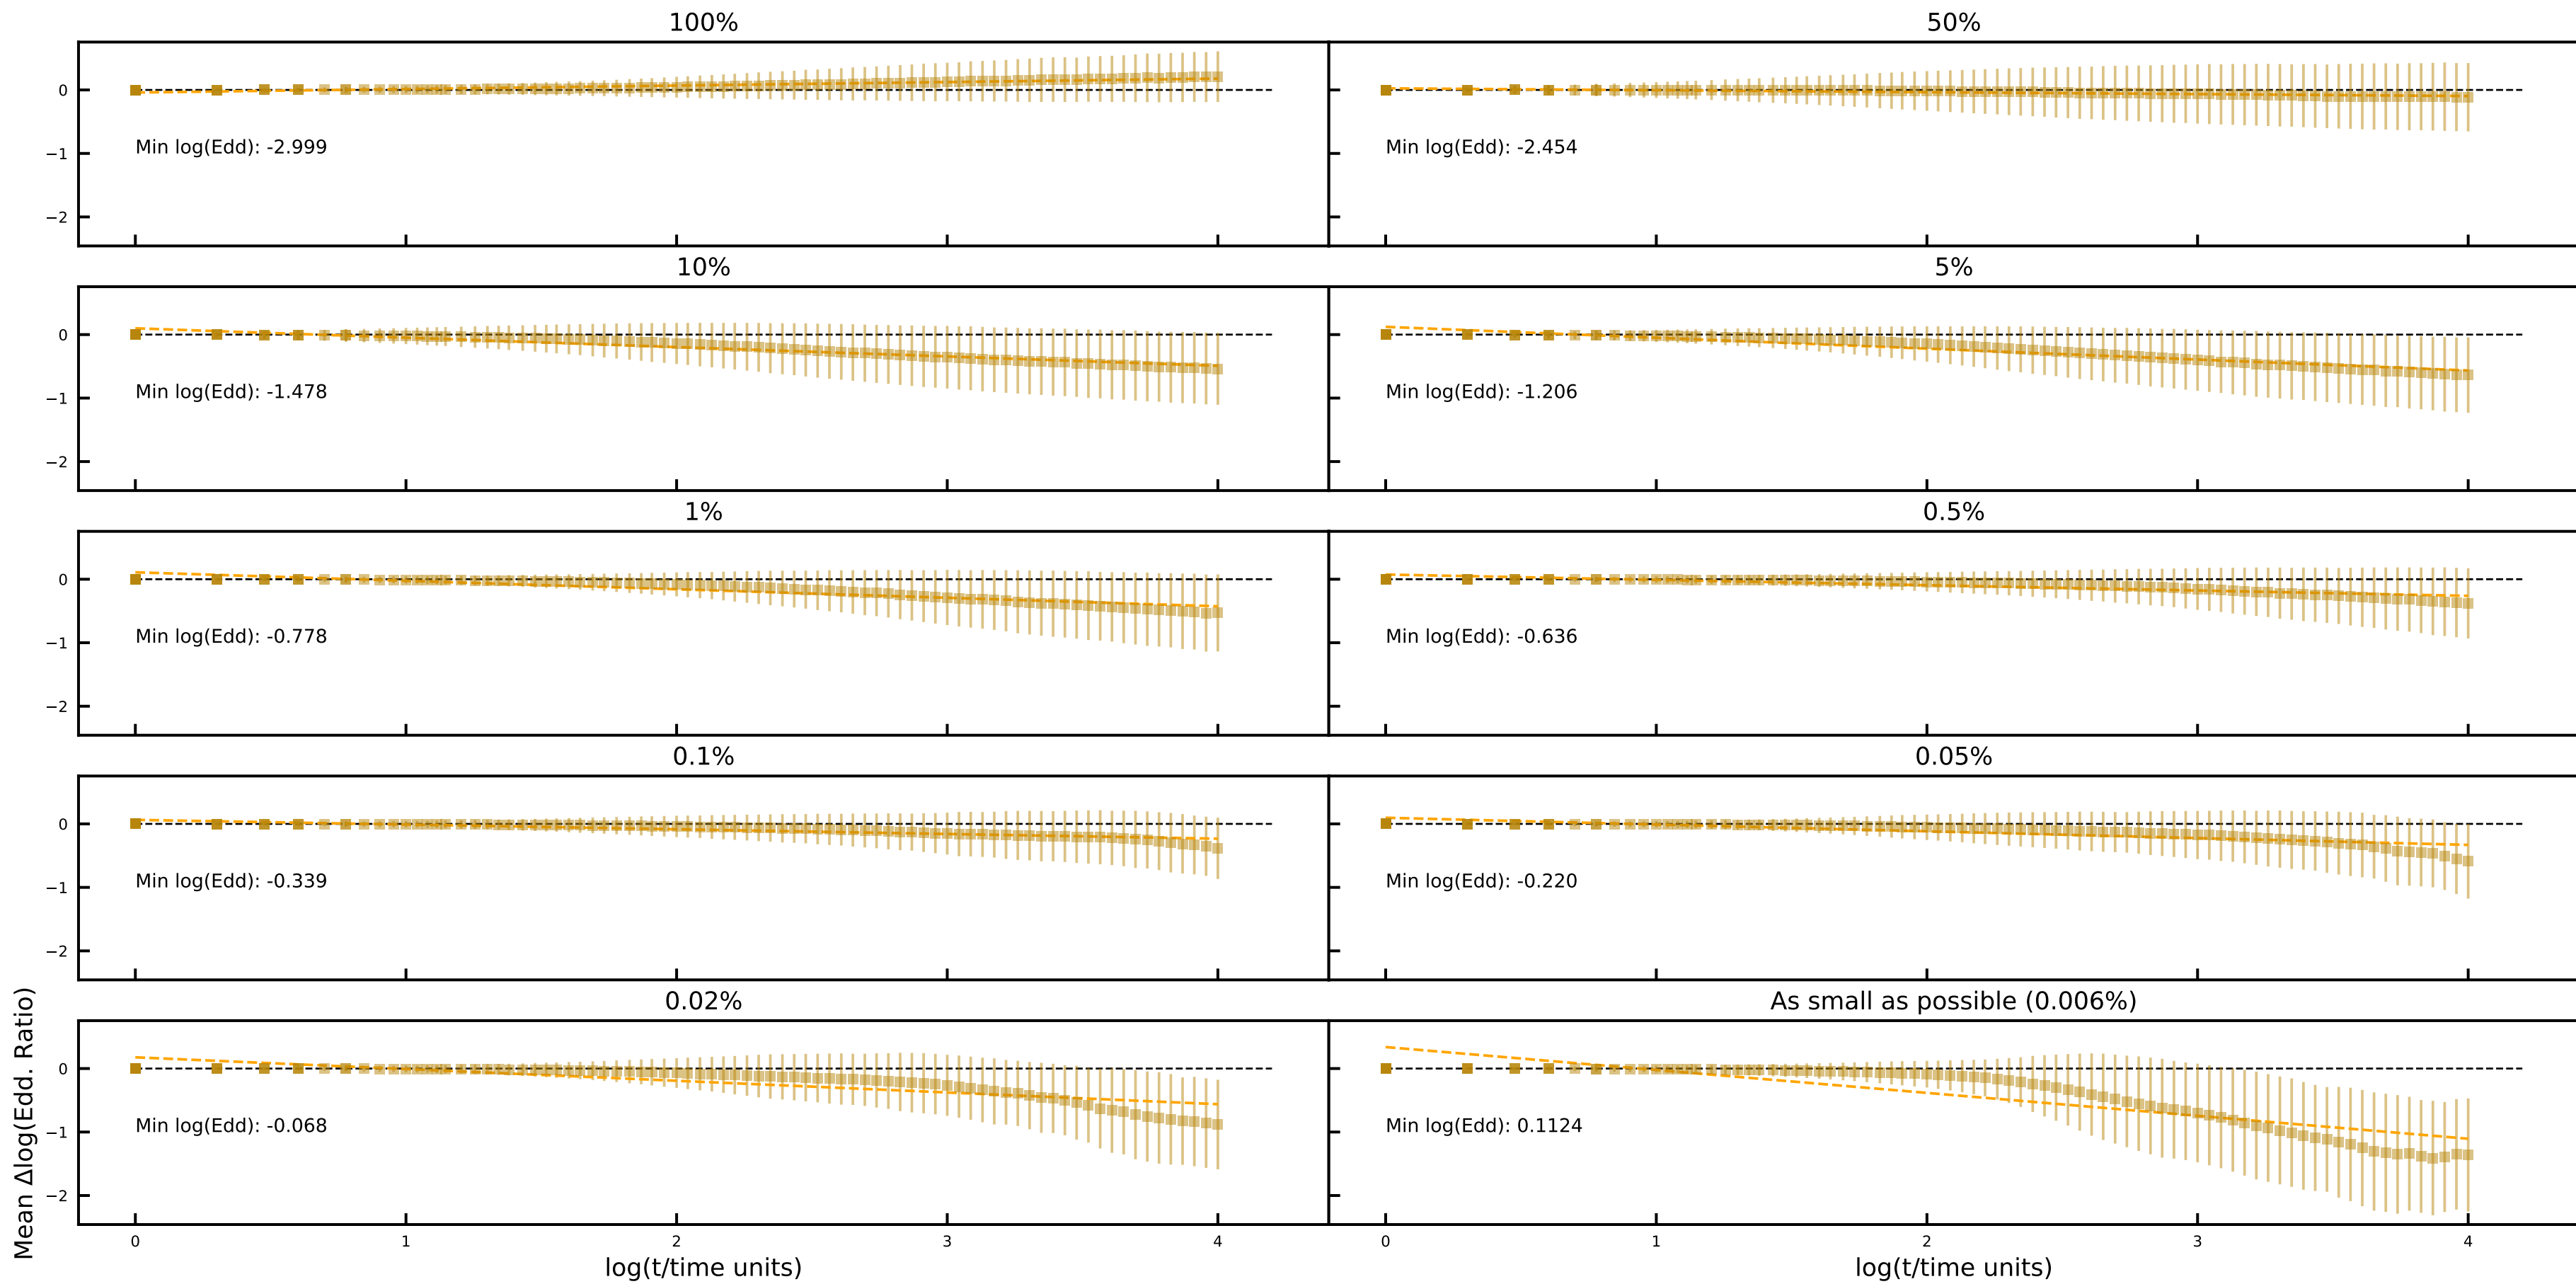 100%
50%
0
−1
−2
Min log(Edd): -2.999
Min log(Edd): -2.454
10%
5%
0
−1
−2
Min log(Edd): -1.478
Min log(Edd): -1.206
1%
0.5%
0
−1
−2
Min log(Edd): -0.778
Min log(Edd): -0.636
0.1%
0.05%
0
−1
−2
Min log(Edd): -0.339
Min log(Edd): -0.220
0.02%
As small as possible (0.006%)
0
−1
−2
Min log(Edd): -0.068
Min log(Edd): 0.1124
Mean Δlog(Edd. Ratio)
0 1 2 3 4
0 1 2 3 4
log(t/time units)
log(t/time units)